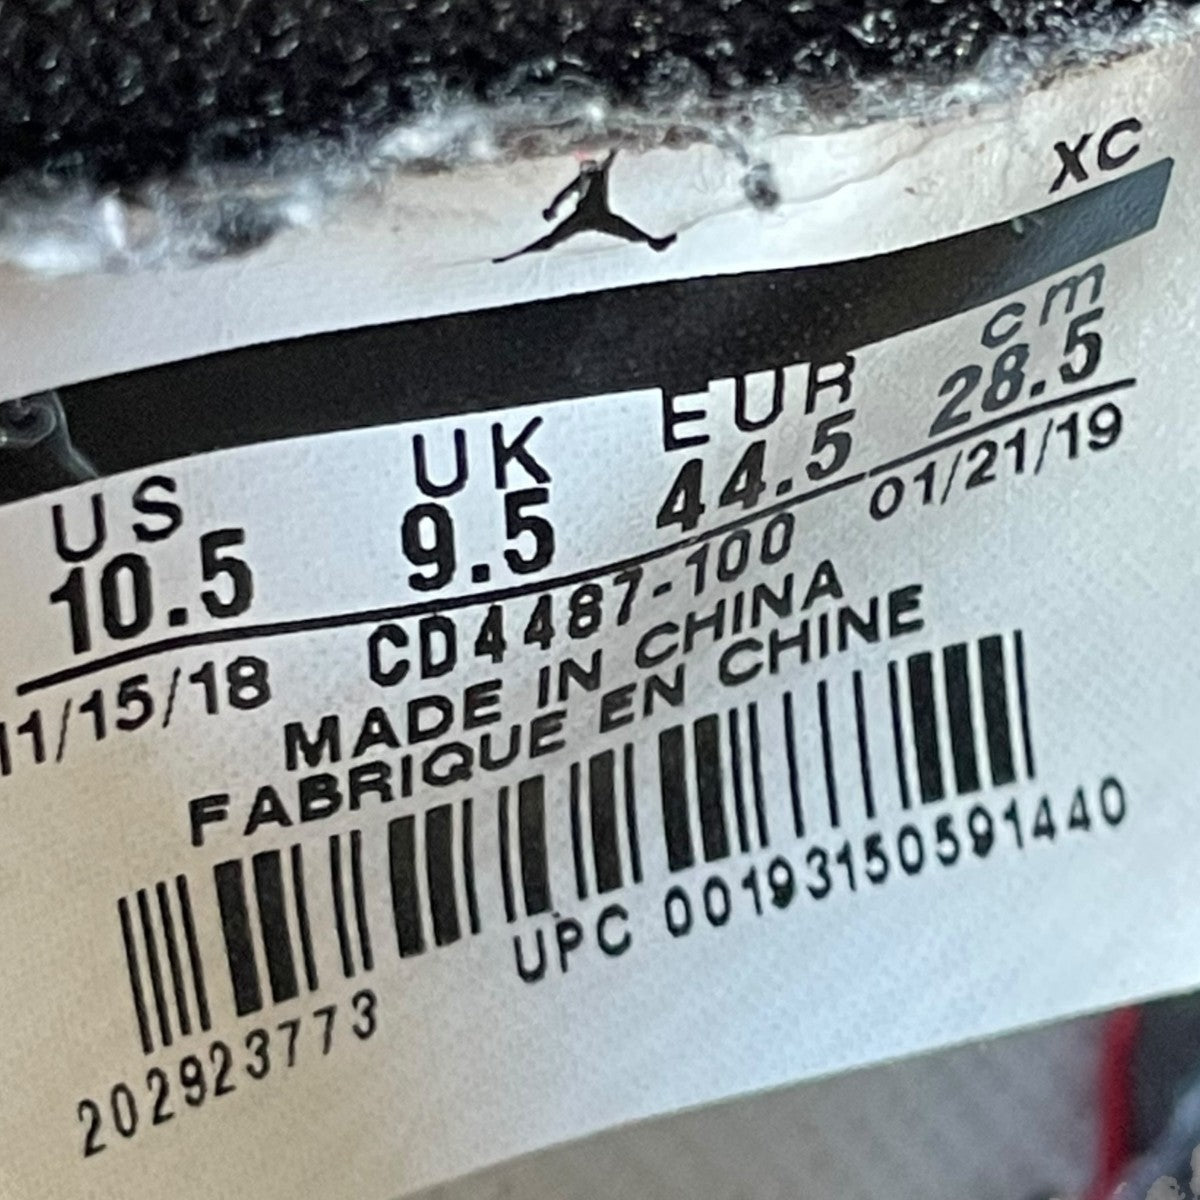 XC
US UK EUR cm
10.5 9.5 44.5 28.5
11/15/18 CD4487-100 01/21/19
MADE IN CHINA
FABRIQUE EN CHINE
UPC 00193150591440
202923773